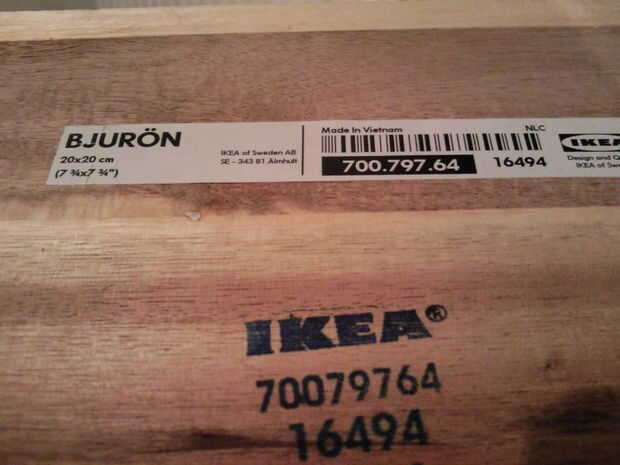 BJURÖN
20x20 cm
(7 ¾x7 ¾")
IKEA of Sweden AB
SE - 343 81 Älmhult
Made In Vietnam
NLC
700.797.64
16494
IKEA
Design and Q
IKEA of Swe
IKEA®
70079764
16494